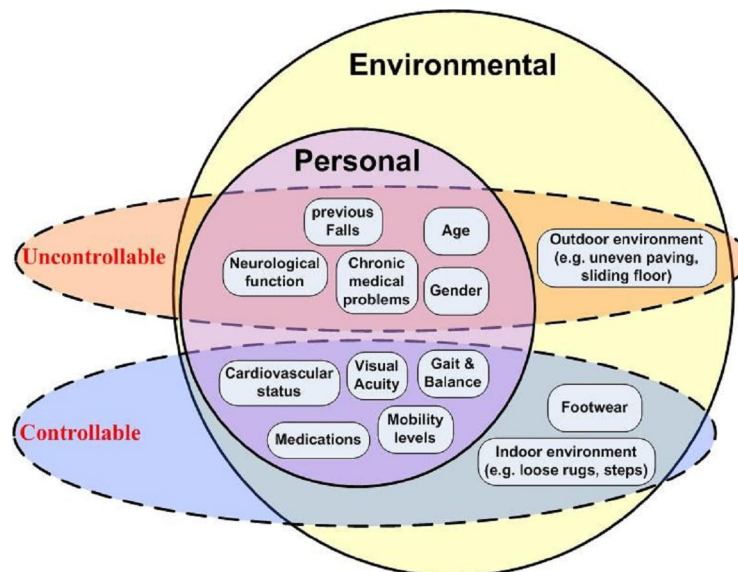 Environmental
Personal
previous
Falls
Age
Uncontrollable
Neurological
function
Chronic
medical
problems
Gender
Outdoor environment
(e.g. uneven paving,
sliding floor)
Cardiovascular
status
Visual
Acuity
Gait &
Balance
Controllable
Medications
Mobility
levels
Footwear
Indoor environment
(e.g. loose rugs, steps)